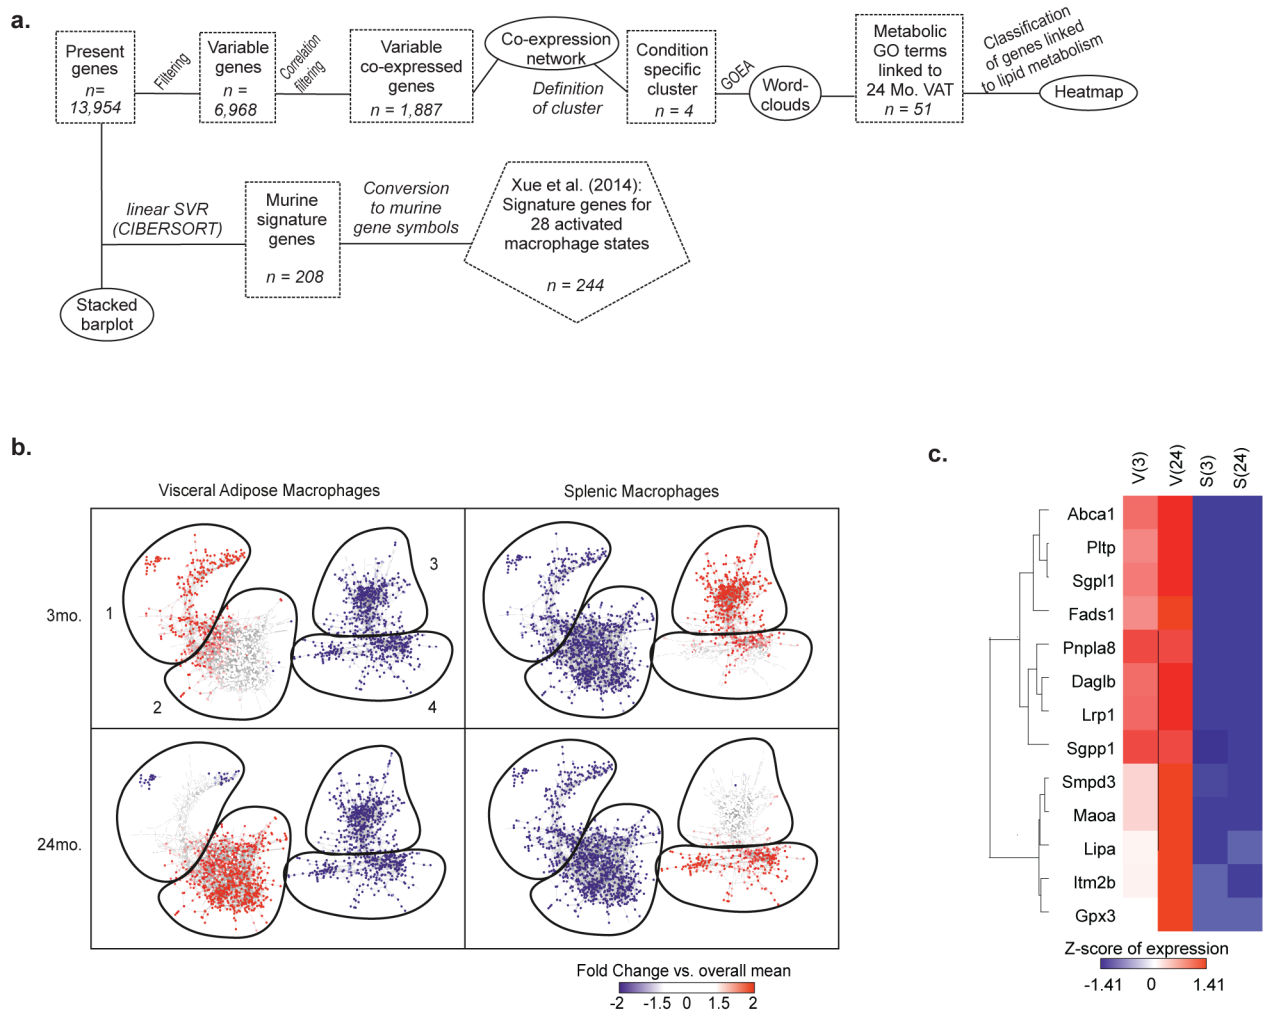 a.
Present
genes
n=
13,954
Filtering
Variable
genes
n =
6,968
Correlation
filtering
Variable
co-expressed
genes
n = 1,887
Co-expression
network
Definition
of cluster
Condition
specific
cluster
n = 4
GOEA
Word-
clouds
Metabolic
GO terms
linked to
24 Mo. VAT
n = 51
Classification
of genes linked
to lipid metabolism
Heatmap
linear SVR
(CIBERSORT)
Murine
signature
genes
n = 208
Conversion
to murine
gene symbols
Xue et al. (2014):
Signature genes for
28 activated
macrophage states
n = 244
Stacked
barplot
b.
Visceral Adipose Macrophages
Splenic Macrophages
3mo.
1
2
3
4
24mo.
Fold Change vs. overall mean
-2 -1.5 0 1.5 2
c.
V(3)
V(24)
S(3)
S(24)
Abca1
Pltp
Sgpl1
Fads1
Pnpla8
Daglb
Lrp1
Sgpp1
Smpd3
Maoa
Lipa
Itm2b
Gpx3
Z-score of expression
-1.41 0 1.41